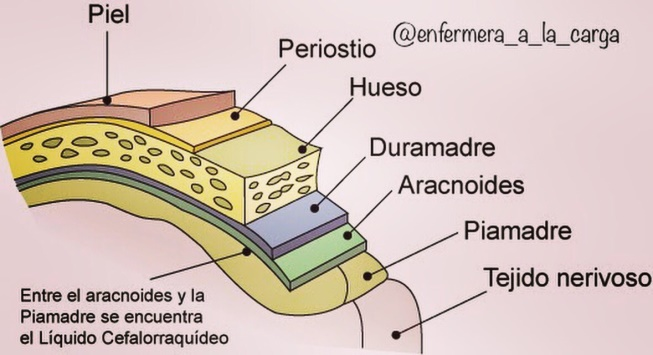 Piel
@enfermera_a_la_carga
Periostio
Hueso
Duramadre
Aracnoides
Piamadre
Tejido nerivoso
Entre el aracnoides y la
Piamadre se encuentra
el Líquido Cefalorraquídeo